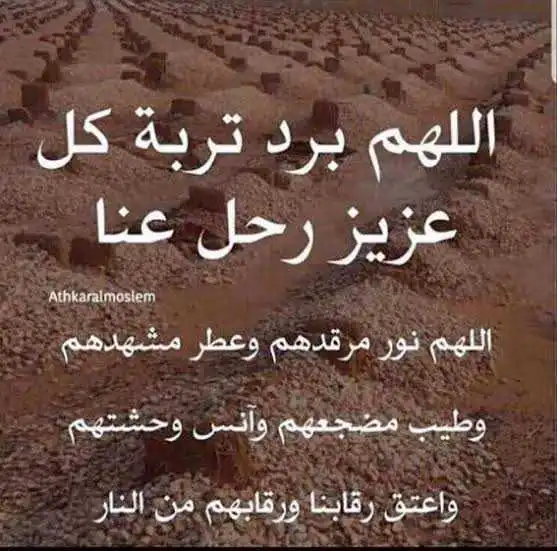 اللهم برد تربة كل
عزيز رحل عنا
Athkaralmoslem
اللهم نور مرقدهم وعطر مشهدهم
وطيب مضجعهم وآنس وحشتهم
واعتق رقابنا ورقابهم من النار